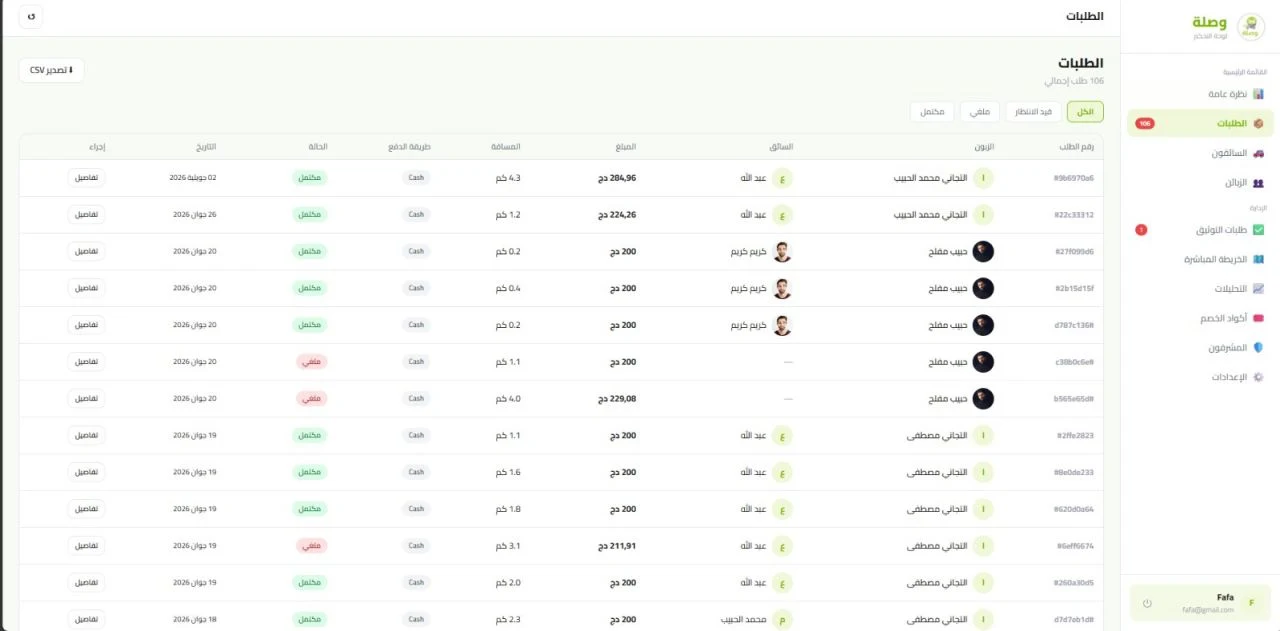 وصلة
لوحة التحكم
القائمة الرئيسية
نظرة عامة
الطلبات 106
السائقون
الزبائن
الإدارة
طلبات التوثيق 1
الخريطة المباشرة
التحليلات
أكواد الخصم
المشرفون
الإعدادات
F Fafa
fafa@gmail.com
الطلبات
الطلبات
106 طلب إجمالي
⬇ تصدير CSV
الكل قيد الانتظار ملغي مكتمل
رقم الطلب الزبون السائق المبلغ المسافة طريقة الدفع الحالة التاريخ إجراء
#9b6970a6 ا التجاني محمد الحبيب ع عبد الله 284,96 دج 4.3 كم Cash مكتمل 02 جويلية 2026 تفاصيل
#22c33312 ا التجاني محمد الحبيب ع عبد الله 224,26 دج 1.2 كم Cash مكتمل 26 جوان 2026 تفاصيل
#27f099d6 حبيب مفلح كريم كريم 200 دج 0.2 كم Cash مكتمل 20 جوان 2026 تفاصيل
#2b15d15f حبيب مفلح كريم كريم 200 دج 0.4 كم Cash مكتمل 20 جوان 2026 تفاصيل
d787c136# حبيب مفلح كريم كريم 200 دج 0.2 كم Cash مكتمل 20 جوان 2026 تفاصيل
c38b0c6e# حبيب مفلح — 200 دج 1.1 كم Cash ملغي 20 جوان 2026 تفاصيل
b565e65d# حبيب مفلح — 229,08 دج 4.0 كم Cash ملغي 20 جوان 2026 تفاصيل
#2ffe2823 ا التجاني مصطفى ع عبد الله 200 دج 1.1 كم Cash مكتمل 19 جوان 2026 تفاصيل
#8e0de233 ا التجاني مصطفى ع عبد الله 200 دج 1.6 كم Cash مكتمل 19 جوان 2026 تفاصيل
#620d0a64 ا التجاني مصطفى ع عبد الله 200 دج 1.8 كم Cash مكتمل 19 جوان 2026 تفاصيل
#6eff6674 ا التجاني مصطفى ع عبد الله 211,91 دج 3.1 كم Cash ملغي 19 جوان 2026 تفاصيل
#260a30d5 ا التجاني مصطفى ع عبد الله 200 دج 2.0 كم Cash مكتمل 19 جوان 2026 تفاصيل
d7d7eb1d# ا التجاني مصطفى م محمد الحبيب 200 دج 2.3 كم Cash مكتمل 18 جوان 2026 تفاصيل